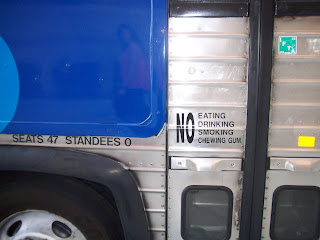 NO EATING
DRINKING
SMOKING
CHEWING GUM
SEATS 47 STANDEES 0